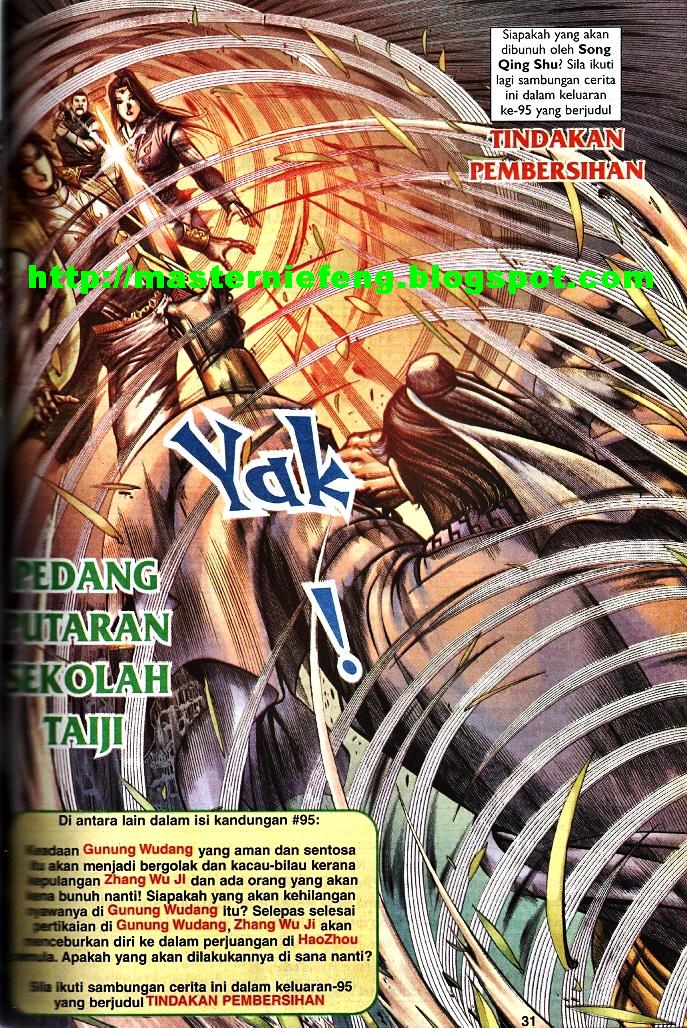 Siapakah yang akan
dibunuh oleh Song
Qing Shu? Sila ikuti
lagi sambungan cerita
ini dalam keluaran
ke-95 yang berjudul
TINDAKAN
PEMBERSIHAN
http://masterniefeng.blogspot.com
Yak
!
PEDANG
PUTARAN
SEKOLAH
TAIJI
Di antara lain dalam isi kandungan #95:
Keadaan Gunung Wudang yang aman dan sentosa
itu akan menjadi bergolak dan kacau-bilau kerana
kepulangan Zhang Wu JI dan ada orang yang akan
kena bunuh nanti! Siapakah yang akan kehilangan
nyawanya di Gunung Wudang itu? Selepas selesai
pertikaian di Gunung Wudang, Zhang Wu Ji akan
menceburkan diri ke dalam perjuangan di HaoZhou
semula. Apakah yang akan dilakukannya di sana nanti?
Sila ikuti sambungan cerita ini dalam keluaran-95
yang berjudul TINDAKAN PEMBERSIHAN
31